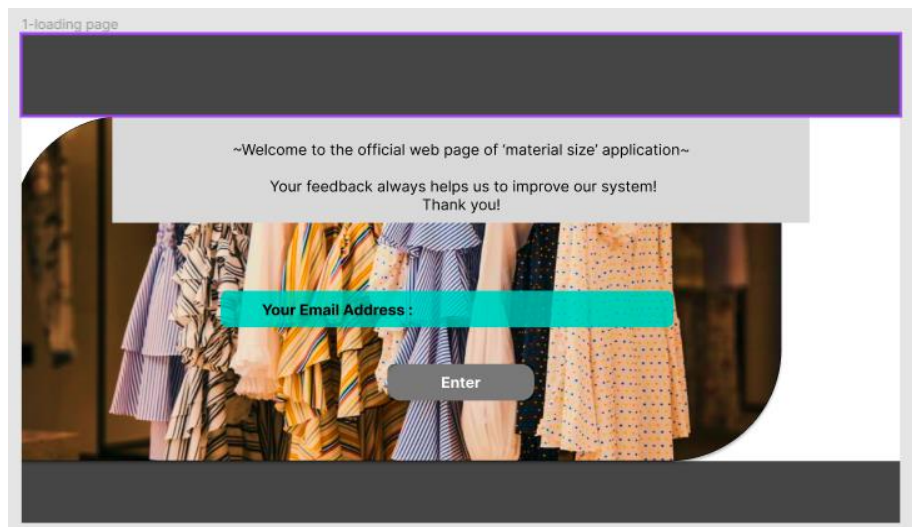 1-loading page
~Welcome to the official web page of 'material size' application~
Your feedback always helps us to improve our system!
Thank you!
Your Email Address :
Enter